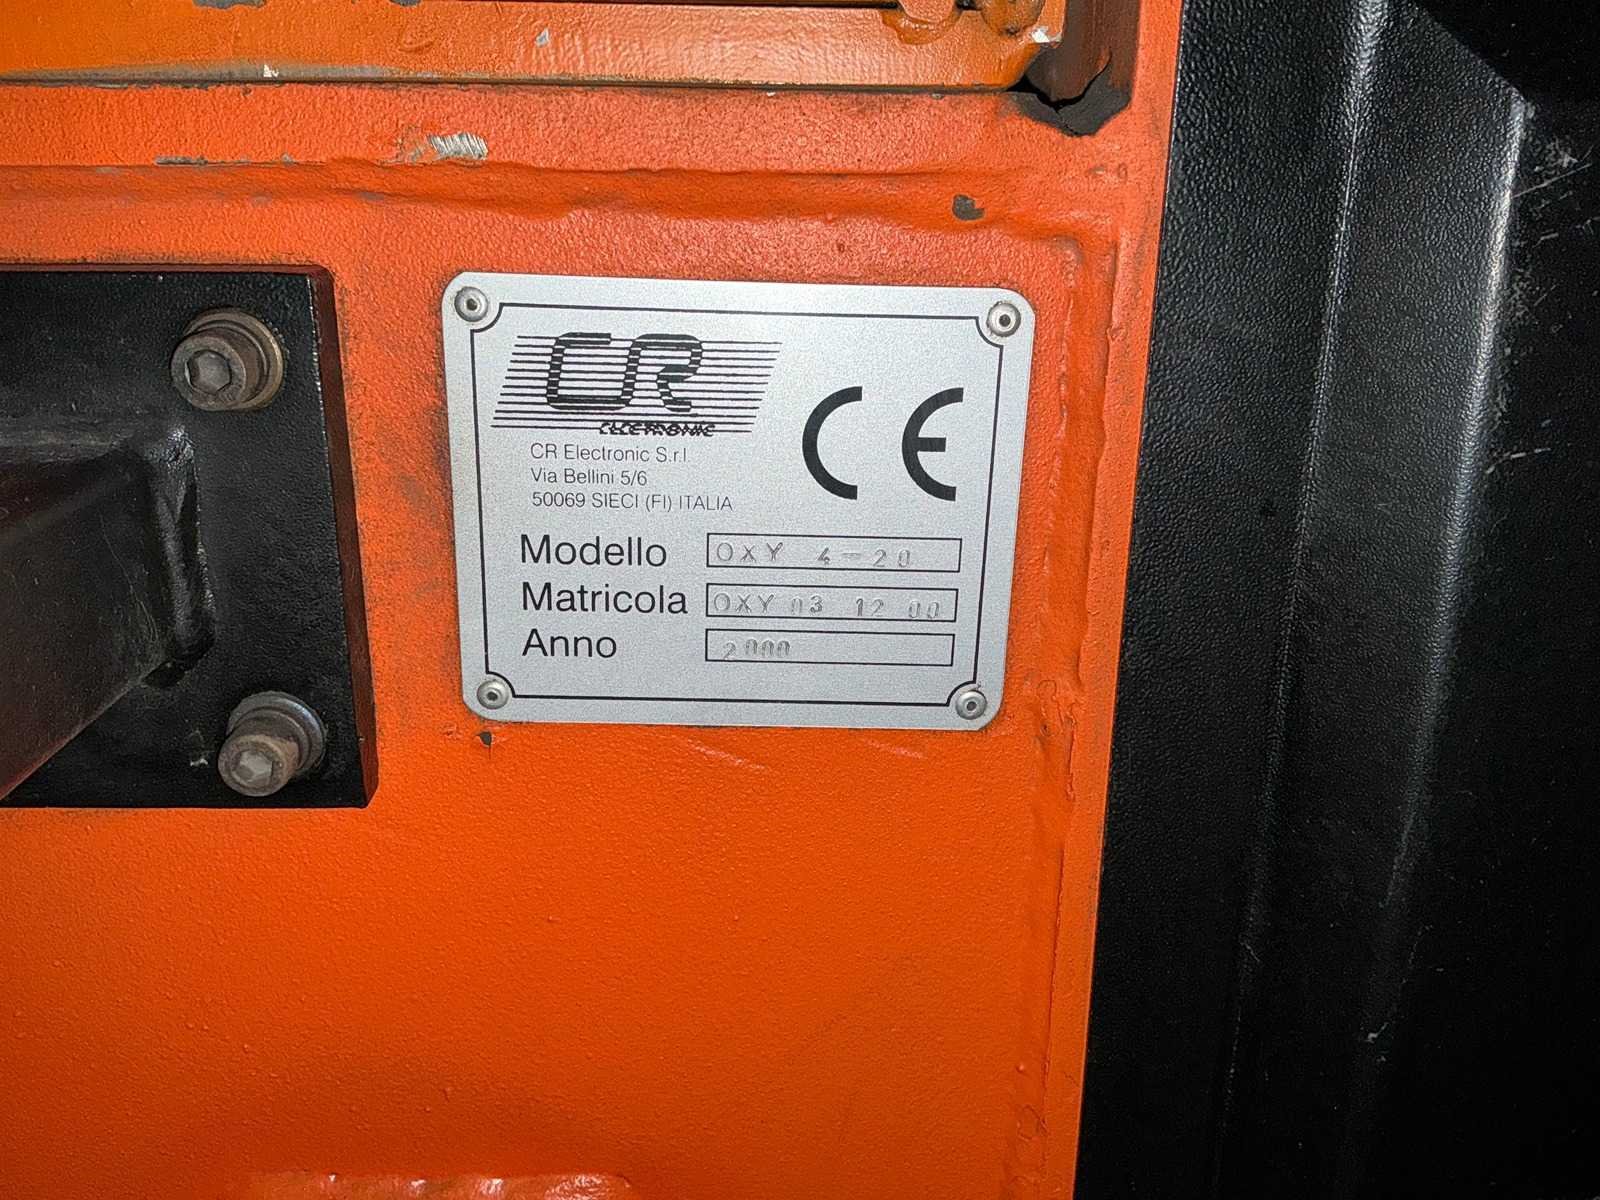 CR
ELECTRONIC
CR Electronic S.r.l
Via Bellini 5/6
50069 SIECI (FI) ITALIA
CE
Modello OXY 4-20
Matricola OXY 03 12 00
Anno 2000